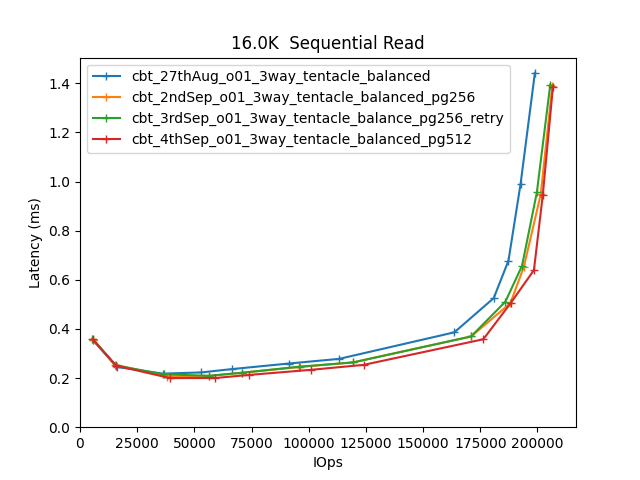 16.0K  Sequential Read
cbt_27thAug_o01_3way_tentacle_balanced
cbt_2ndSep_o01_3way_tentacle_balanced_pg256
cbt_3rdSep_o01_3way_tentacle_balance_pg256_retry
cbt_4thSep_o01_3way_tentacle_balanced_pg512
Latency (ms)
1.4
1.2
1.0
0.8
0.6
0.4
0.2
0.0
0 25000 50000 75000 100000 125000 150000 175000 200000
IOps